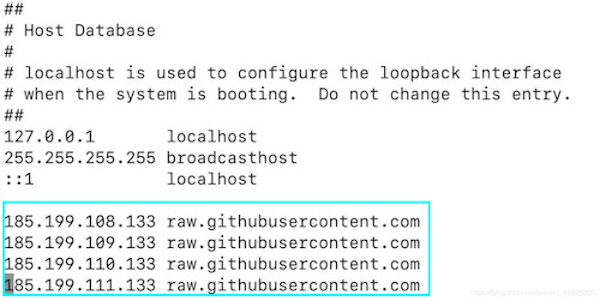 ##
# Host Database
#
# localhost is used to configure the loopback interface
# when the system is booting.  Do not change this entry.
##
127.0.0.1       localhost
255.255.255.255 broadcasthost
::1             localhost
185.199.108.133 raw.githubusercontent.com
185.199.109.133 raw.githubusercontent.com
185.199.110.133 raw.githubusercontent.com
185.199.111.133 raw.githubusercontent.com